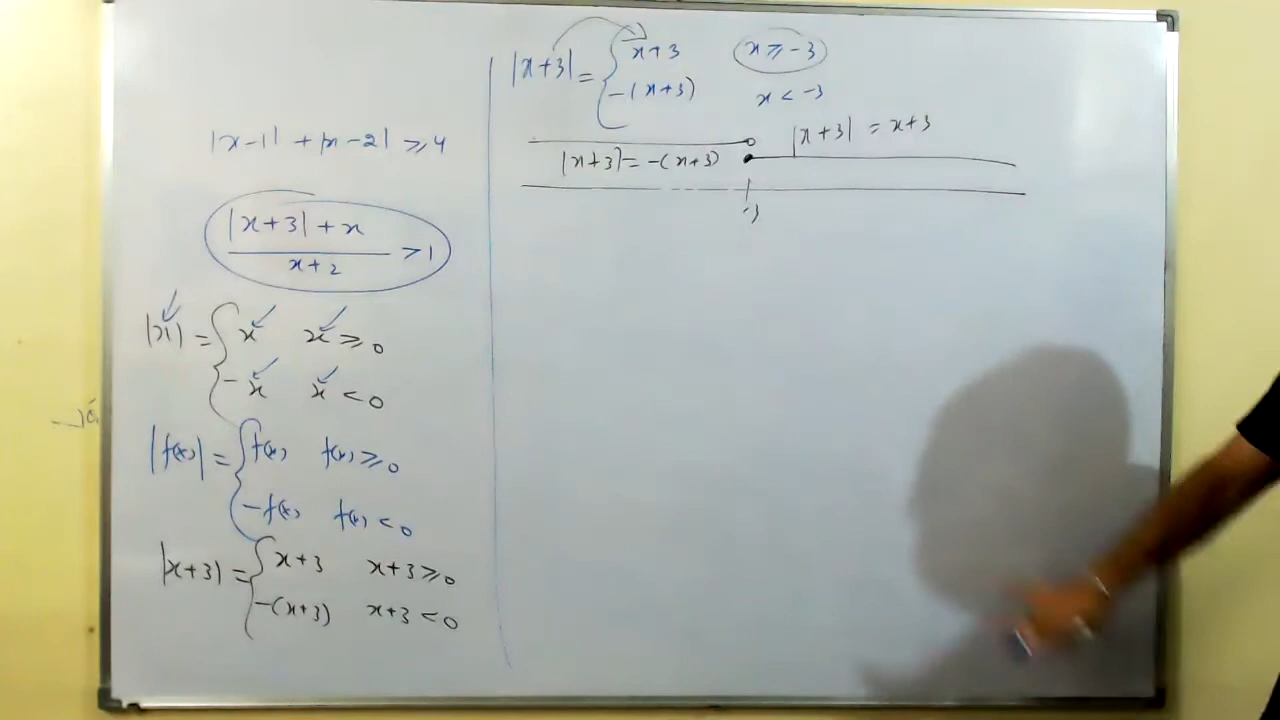 |x-1| + |x-2| ≥ 4
|x+3| + x
x+2
> 1
|x| = { x x ≥ 0
-x x < 0
|f(x)| = { f(x) f(x) ≥ 0
-f(x) f(x) < 0
|x+3| = { x+3 x+3 ≥ 0
-(x+3) x+3 < 0
|x+3| = { x+3 x ≥ -3
-(x+3) x < -3
|x+3| = x+3
|x+3| = -(x+3)
-3